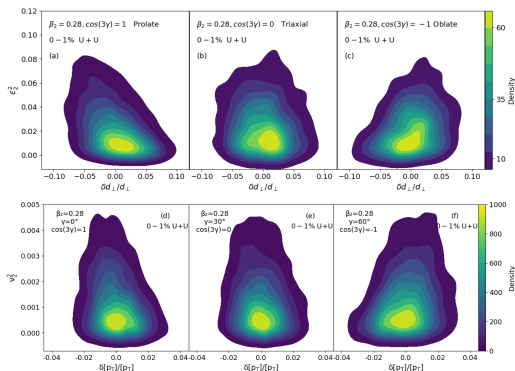 β₂ = 0.28, cos(3γ) = 1 Prolate
0 − 1% U + U
(a)
β₂ = 0.28, cos(3γ) = 0 Triaxial
0 − 1% U + U
(b)
β₂ = 0.28, cos(3γ) = − 1 Oblate
0 − 1% U + U
(c)
0.12
0.10
0.08
0.06
0.04
0.02
0.00
ε₂²
−0.10 −0.05 0.00 0.05 0.10
−0.10 −0.05 0.00 0.05 0.10
−0.10 −0.05 0.00 0.05 0.10
δd⊥/d⊥
δd⊥/d⊥
δd⊥/d⊥
60
35
10
Density
β₂=0.28
γ=0°
cos(3γ)=1
(d)
0 − 1% U+U
β₂=0.28
γ=30°
cos(3γ)=0
(e)
0 − 1% U+U
β₂=0.28
γ=60°
cos(3γ)=-1
(f)
0 − 1% U+U
0.005
0.004
0.003
0.002
0.001
0.000
v₂²
-0.04 -0.02 0.00 0.02 0.04
-0.04 -0.02 0.00 0.02 0.04
-0.04 -0.02 0.00 0.02 0.04
δ[pT]/[pT]
δ[pT]/[pT]
δ[pT]/[pT]
1000
800
600
400
200
0
Density